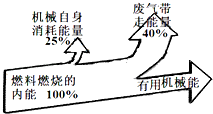 机械自身
消耗能量
25%
废气带
走能量
40%
燃料燃烧的
内能 100%
有用机械能